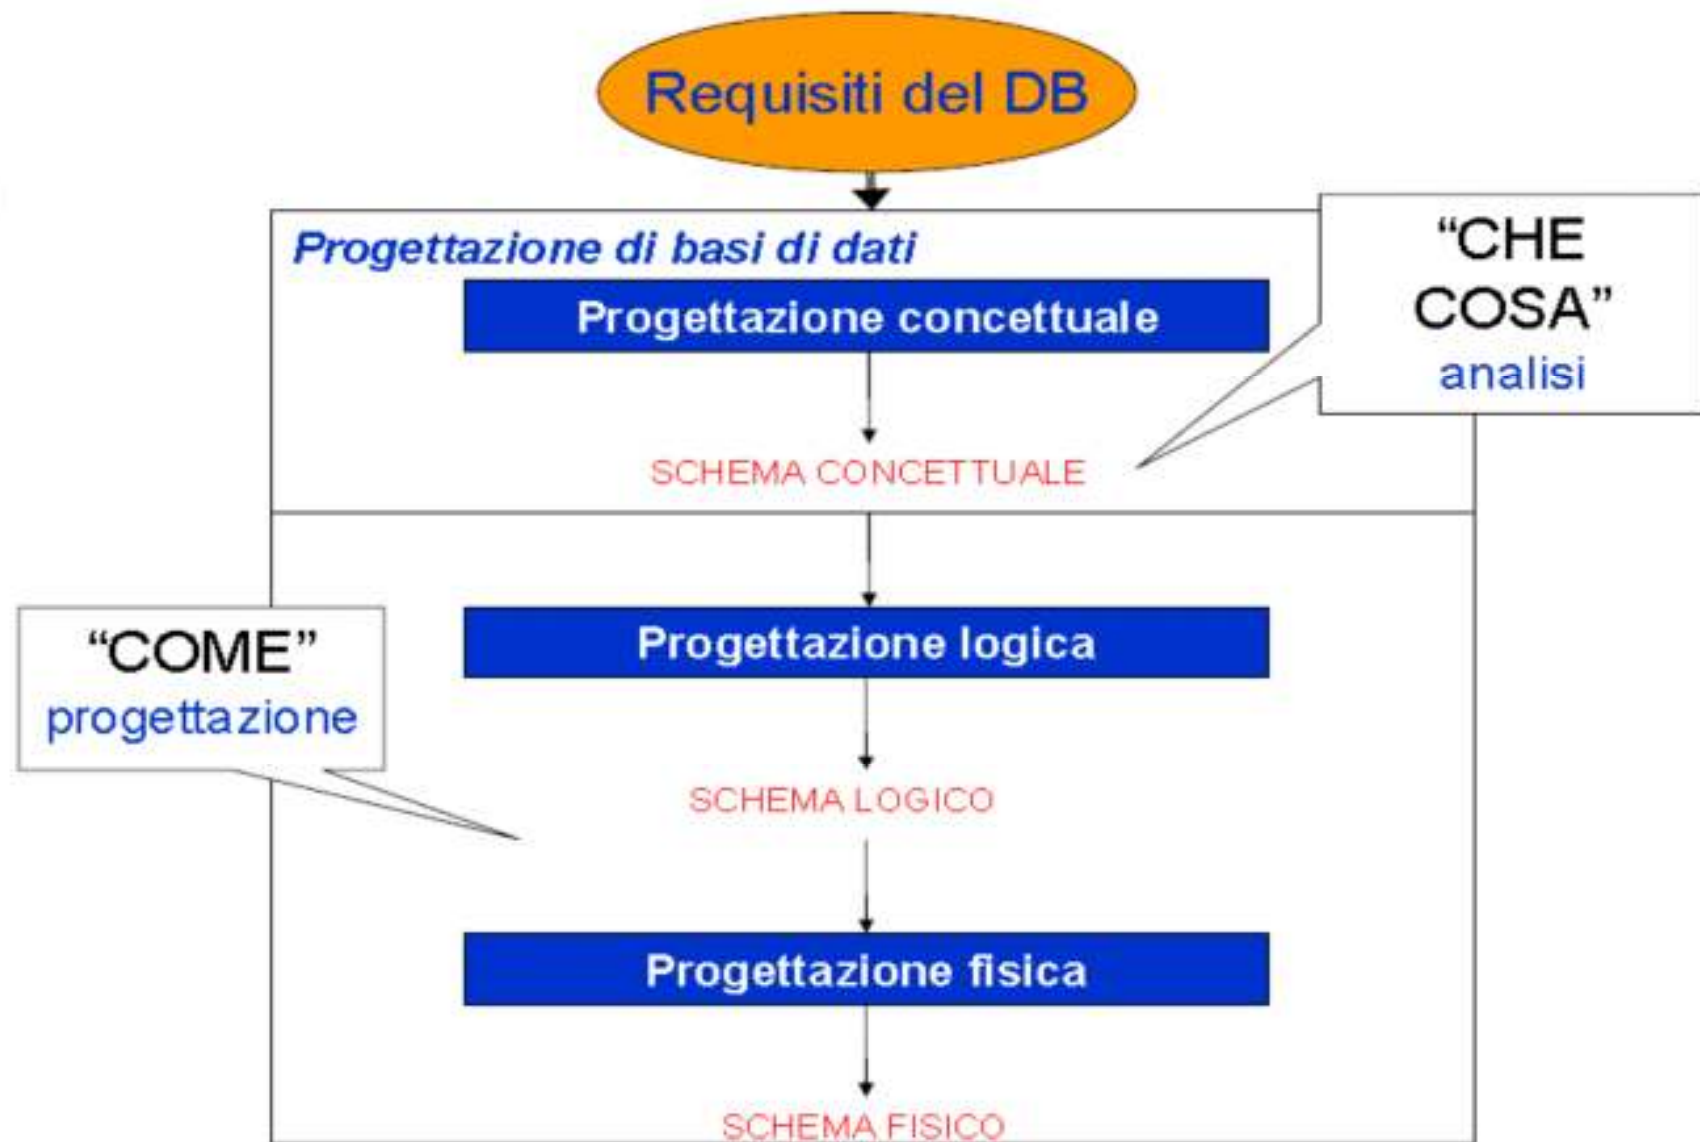 Requisiti del DB
Progettazione di basi di dati
Progettazione concettuale
“CHE
COSA”
analisi
SCHEMA CONCETTUALE
“COME”
progettazione
Progettazione logica
SCHEMA LOGICO
Progettazione fisica
SCHEMA FISICO